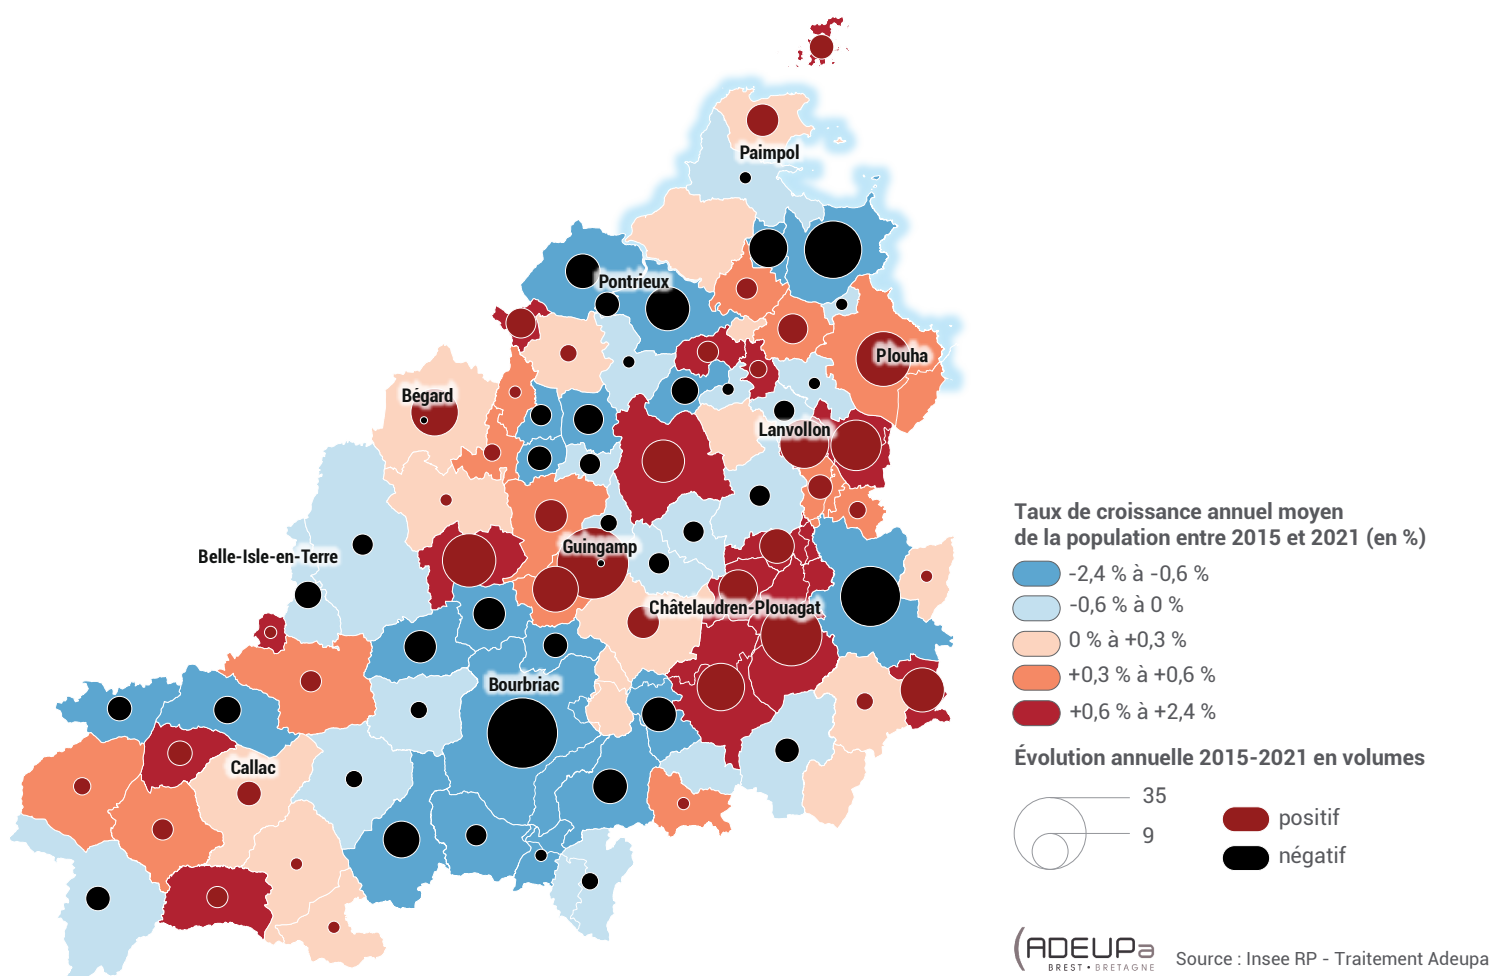 Paimpol
Pontrieux
Plouha
Bégard
Lanvollon
Guingamp
Belle-Isle-en-Terre
Châtelaudren-Plouagat
Bourbriac
Callac
Taux de croissance annuel moyen
de la population entre 2015 et 2021 (en %)
-2,4 % à -0,6 %
-0,6 % à 0 %
0 % à +0,3 %
+0,3 % à +0,6 %
+0,6 % à +2,4 %
Évolution annuelle 2015-2021 en volumes
35
9
positif
négatif
ADEUPa
BREST • BRETAGNE
Source : Insee RP - Traitement Adeupa